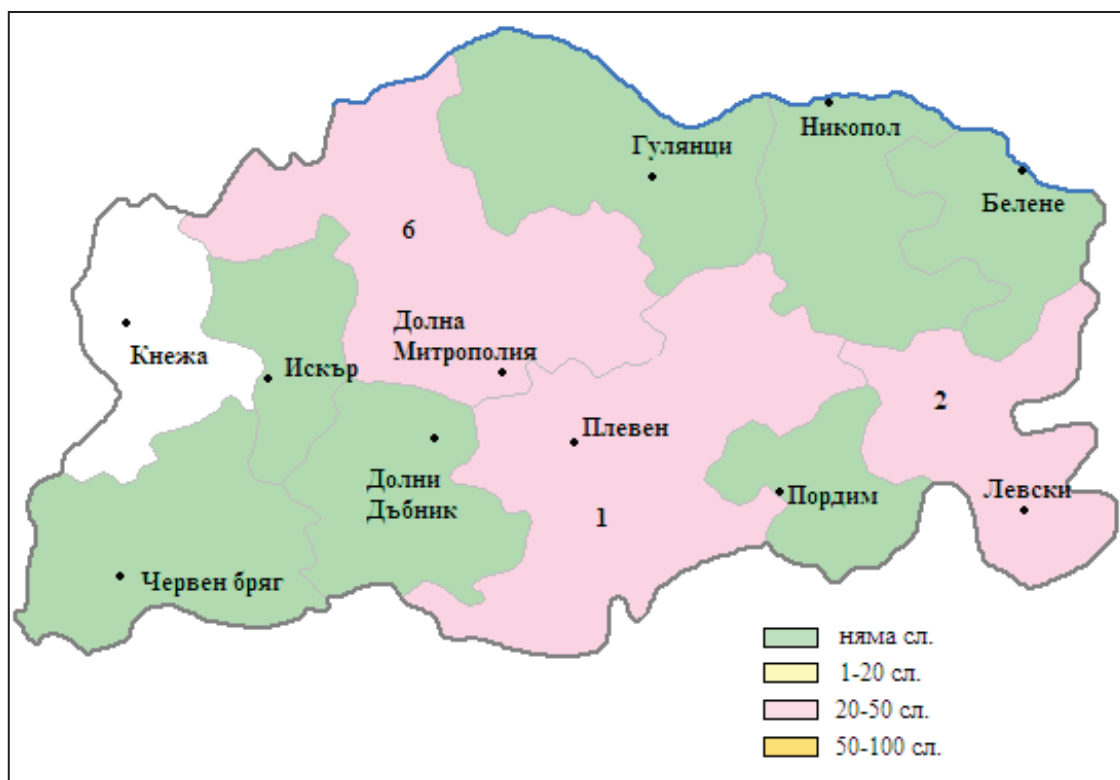 Никопол
Гулянци
Белене
6
Долна
Митрополия
Кнежа
Искър
2
Плевен
Долни
Дъбник
Пордим
Левски
1
Червен бряг
няма сл.
1-20 сл.
20-50 сл.
50-100 сл.